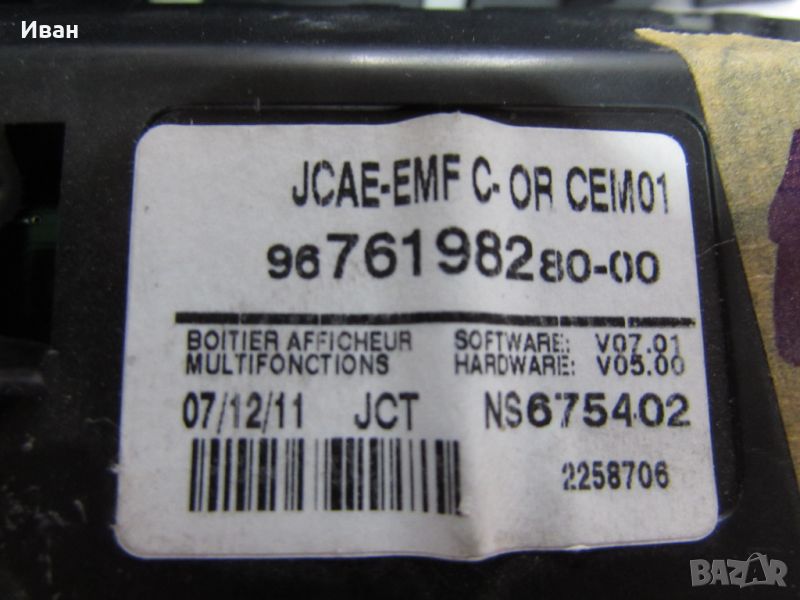 Иван
JCAE-EMF C- OR CEM01
9676198280-00
BOITIER AFFICHEUR SOFTWARE: V07.01
MULTIFONCTIONS HARDWARE: V05.00
07/12/11 JCT NS675402
2258706
BAZAR